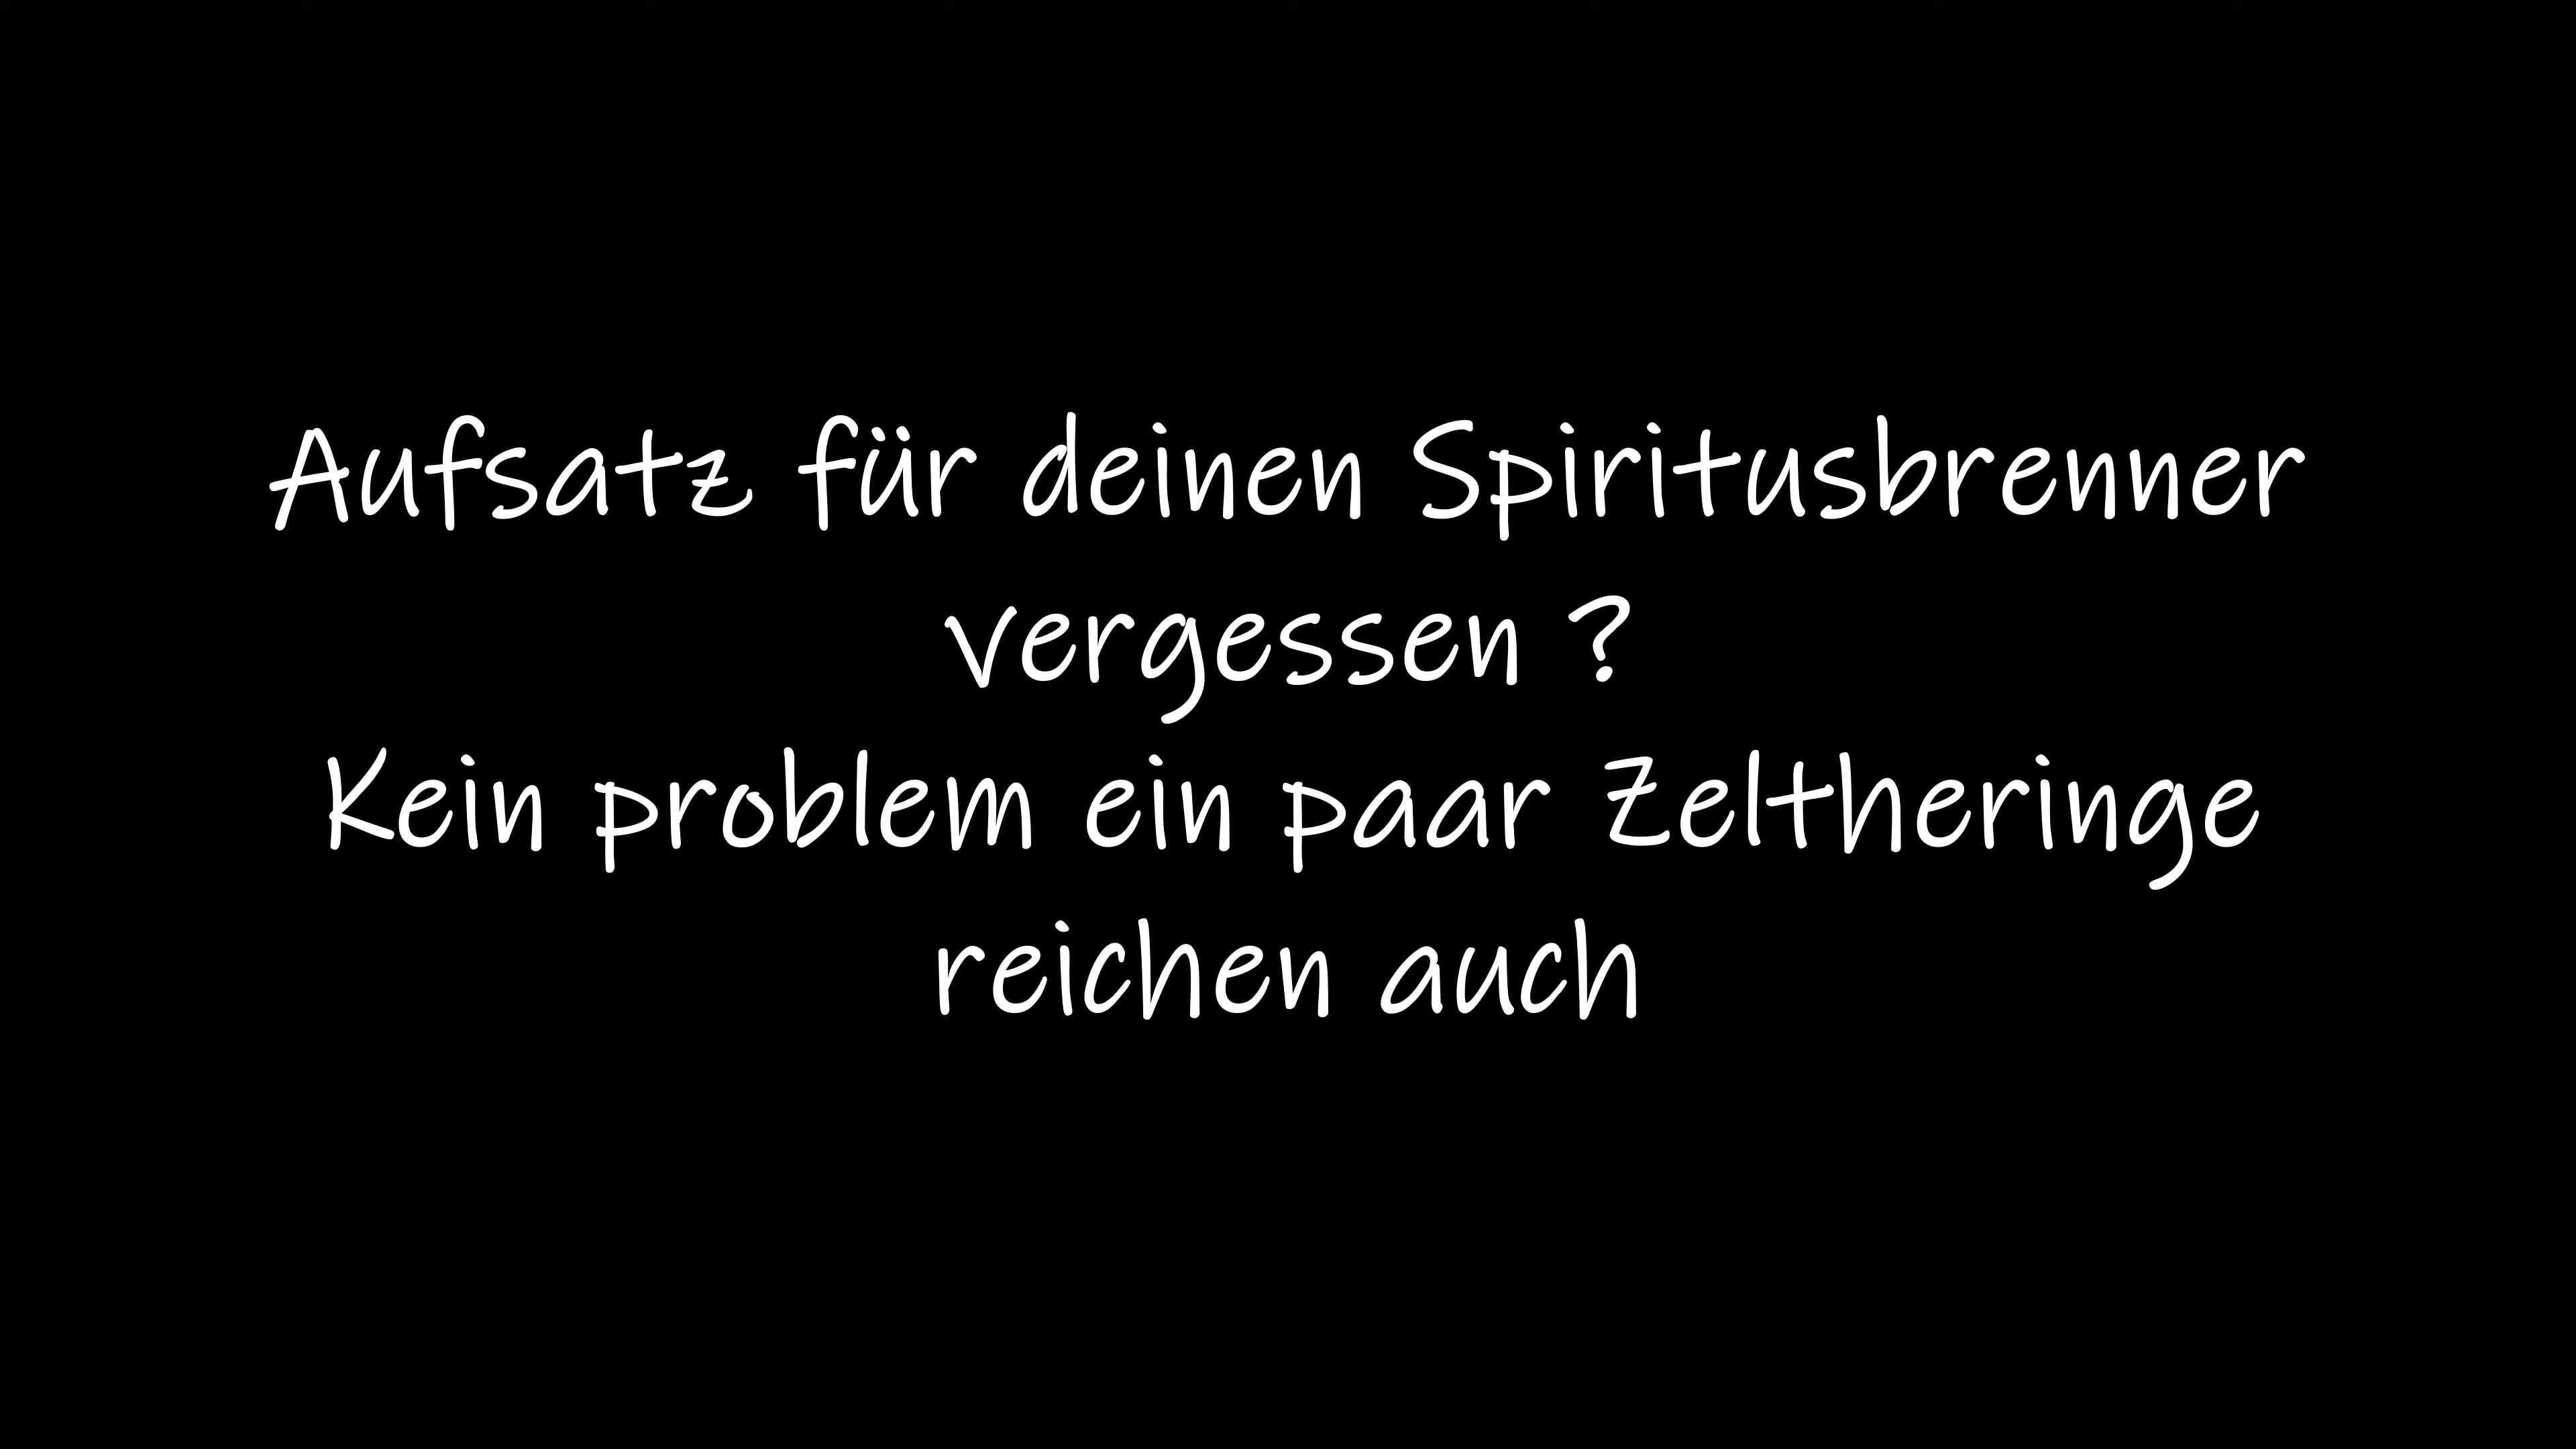 Aufsatz für deinen Spiritusbrenner
vergessen ?
Kein problem ein paar Zeltheringe
reichen auch